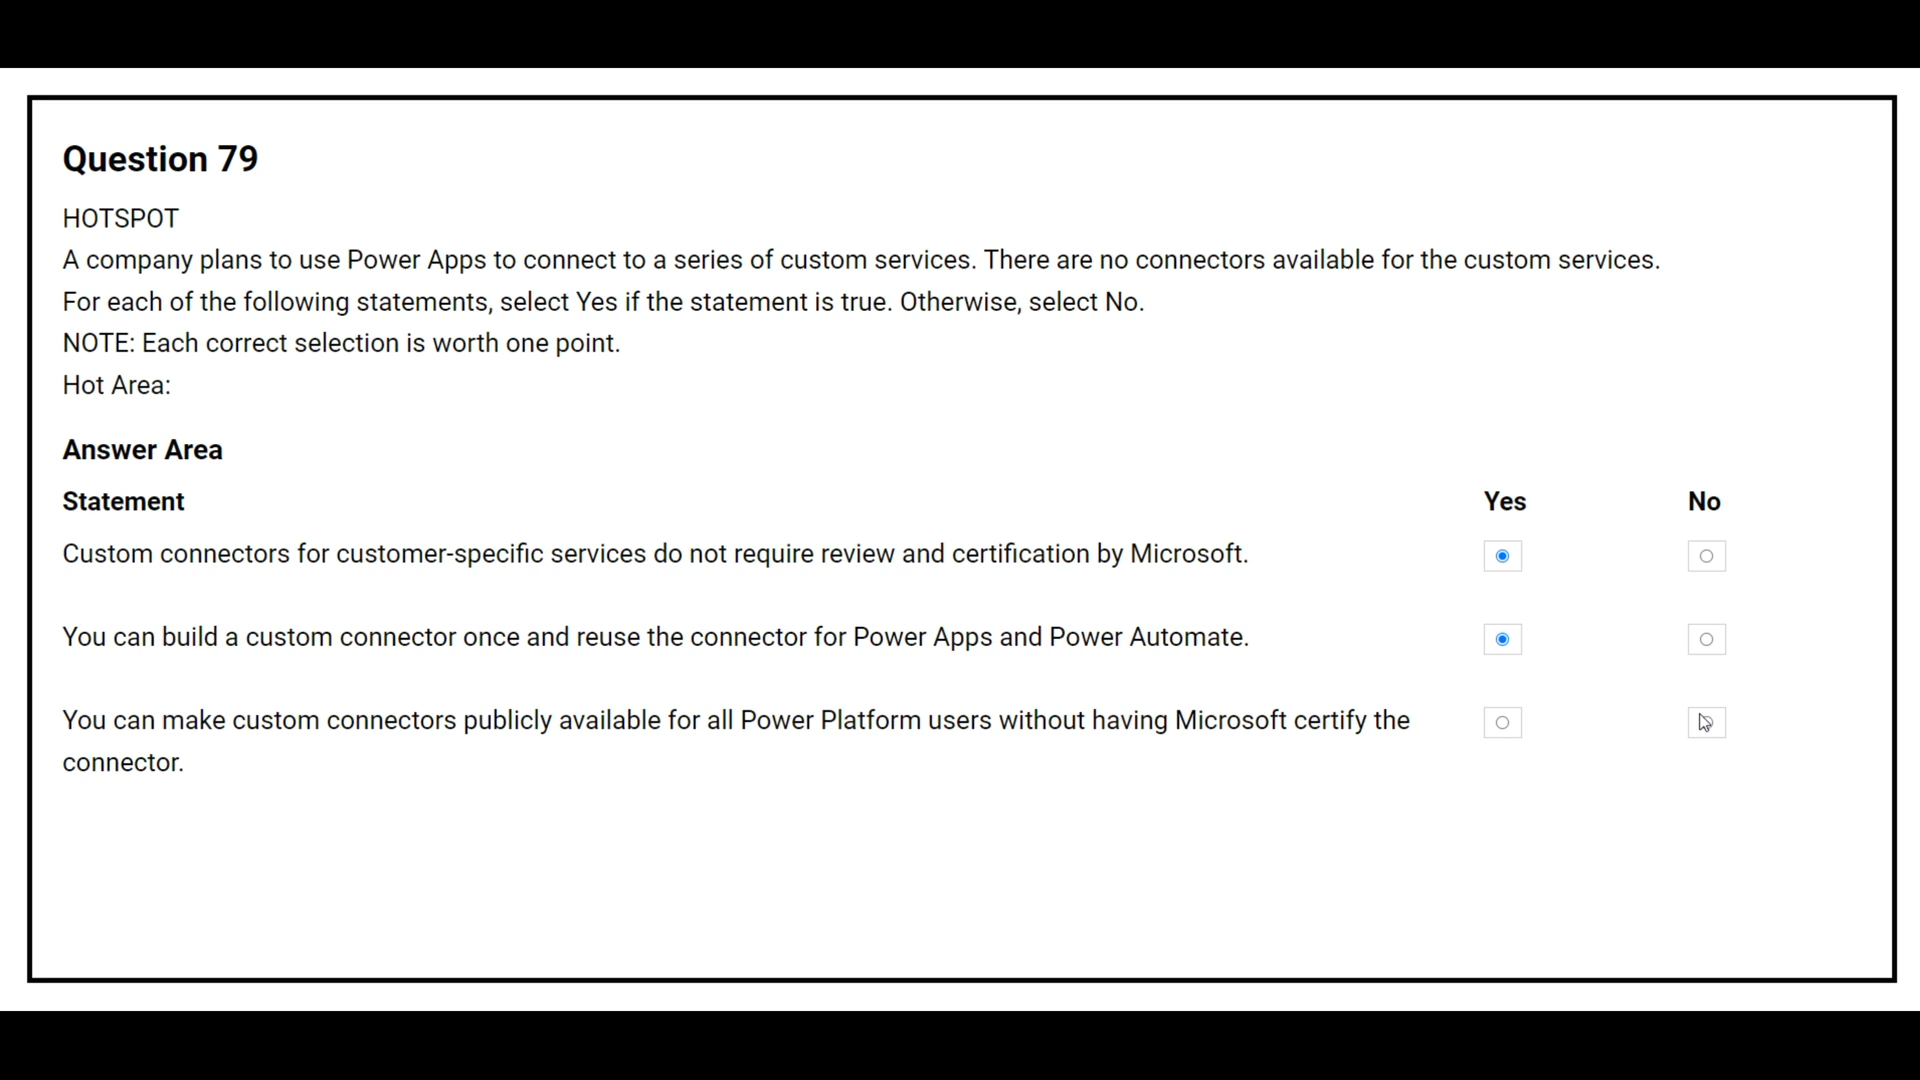 Question 79
HOTSPOT
A company plans to use Power Apps to connect to a series of custom services. There are no connectors available for the custom services.
For each of the following statements, select Yes if the statement is true. Otherwise, select No.
NOTE: Each correct selection is worth one point.
Hot Area:
Answer Area
Statement Yes No
Custom connectors for customer-specific services do not require review and certification by Microsoft.
You can build a custom connector once and reuse the connector for Power Apps and Power Automate.
You can make custom connectors publicly available for all Power Platform users without having Microsoft certify the
connector.